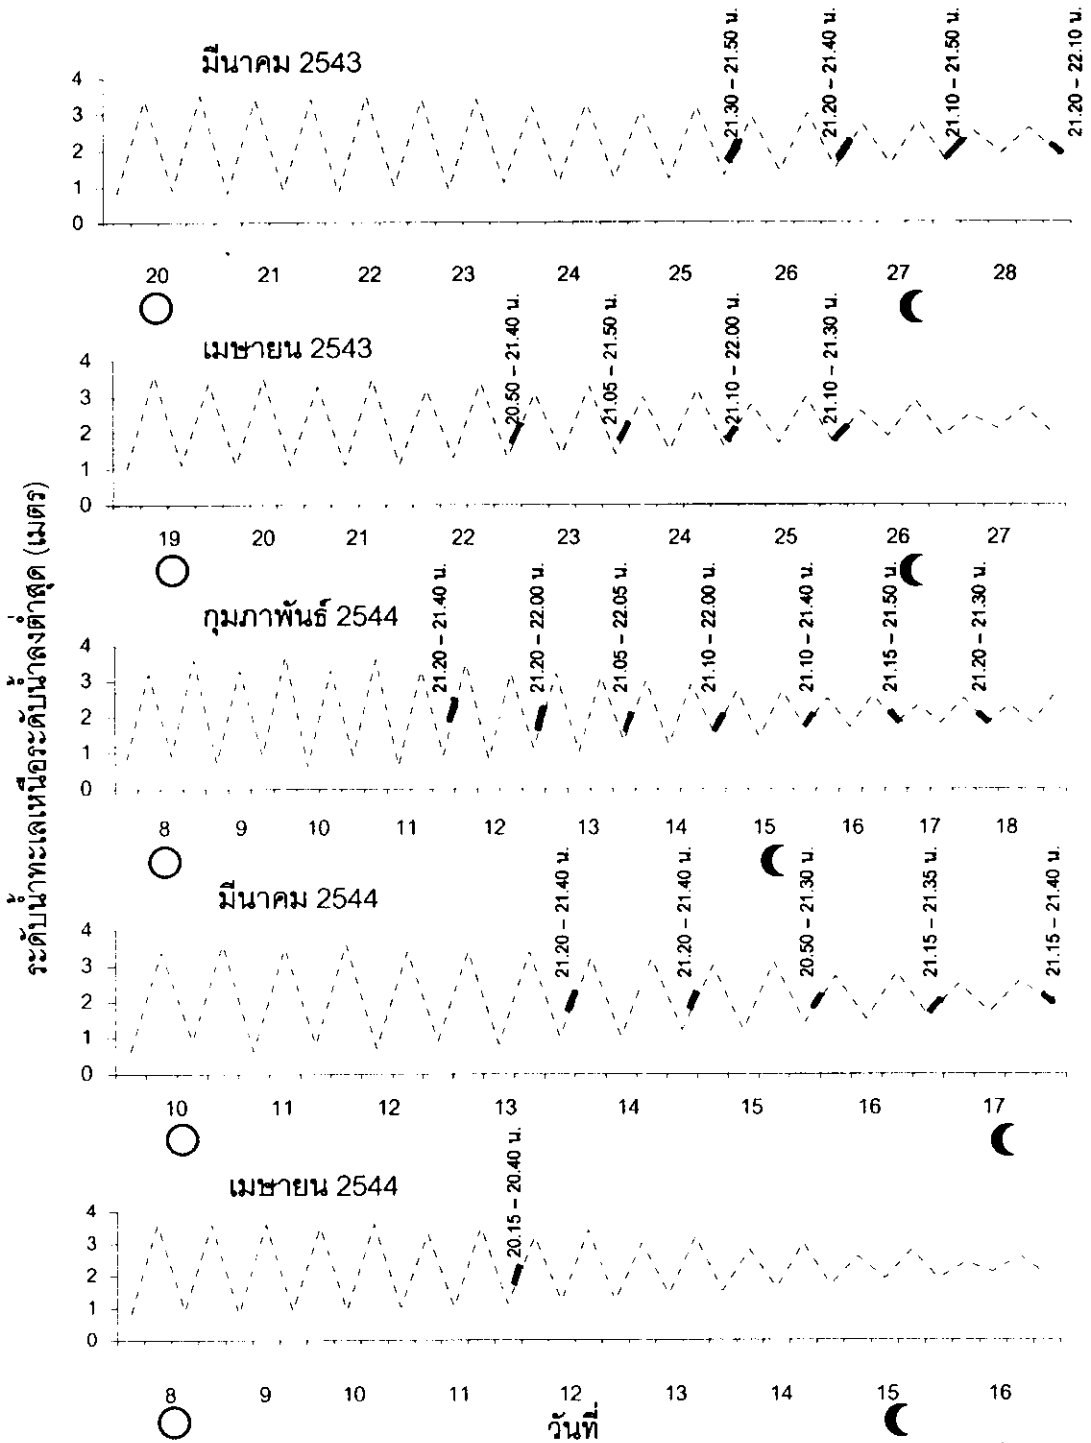 ระดับน้ำทะเลเหนือระดับน้ำลงต่ำสุด (เมตร)
มีนาคม 2543
21.30 – 21.50 น.
21.20 – 21.40 น.
21.10 – 21.50 น.
21.20 – 22.10 น.
4
3
2
1
0
20 21 22 23 24 25 26 27 28
เมษายน 2543
20.50 – 21.40 น.
21.05 – 21.50 น.
21.10 – 22.00 น.
21.10 – 21.30 น.
4
3
2
1
0
19 20 21 22 23 24 25 26 27
กุมภาพันธ์ 2544
21.20 – 21.40 น.
21.20 – 22.00 น.
21.05 – 22.05 น.
21.10 – 22.00 น.
21.10 – 21.40 น.
21.15 – 21.50 น.
21.20 – 21.30 น.
4
3
2
1
0
8 9 10 11 12 13 14 15 16 17 18
มีนาคม 2544
21.20 – 21.40 น.
21.20 – 21.40 น.
20.50 – 21.30 น.
21.15 – 21.35 น.
21.15 – 21.40 น.
4
3
2
1
0
10 11 12 13 14 15 16 17
เมษายน 2544
20.15 – 20.40 น.
4
3
2
1
0
8 9 10 11 12 13 14 15 16
วันที่